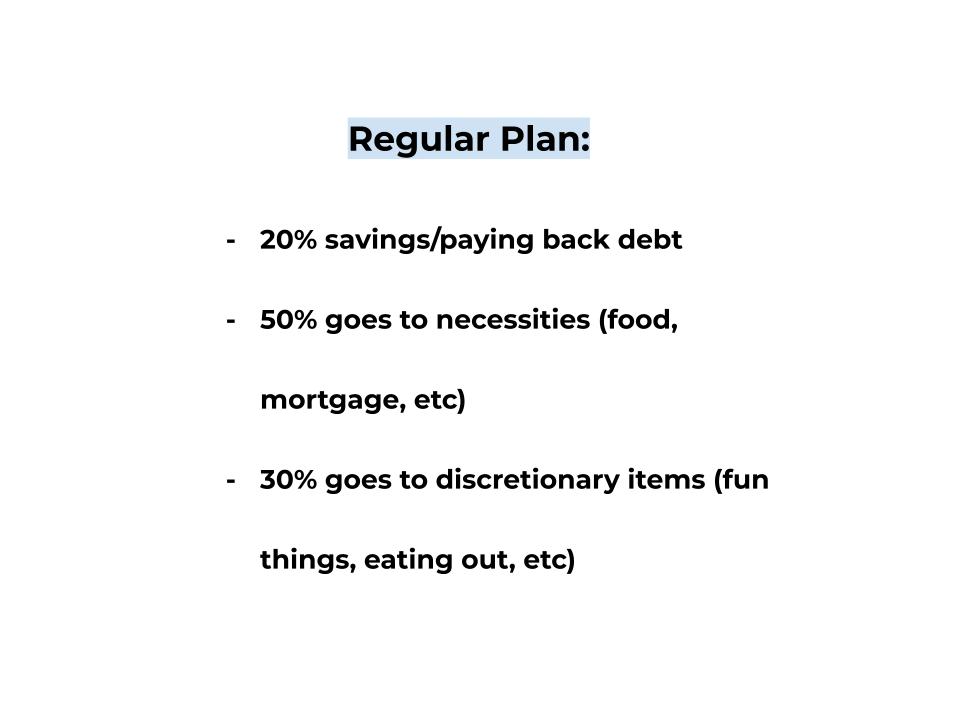 Regular Plan:
- 20% savings/paying back debt
- 50% goes to necessities (food,
mortgage, etc)
- 30% goes to discretionary items (fun
things, eating out, etc)